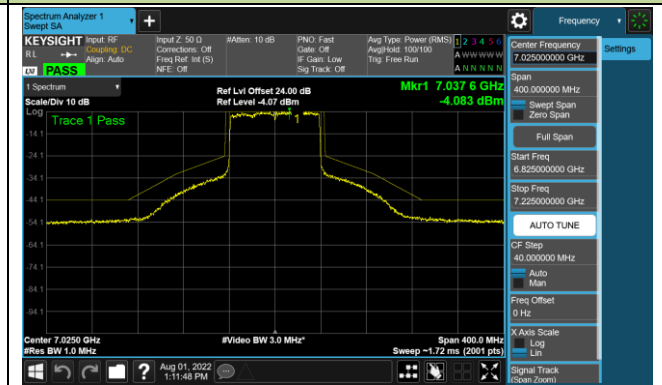 Spectrum Analyzer 1
Swept SA
+
Frequency
KEYSIGHT
Input: RF
Coupling: DC
Align: Auto
Input Z: 50 Ω
Corrections: Off
Freq Ref: Int (S)
NFE: Off
#Atten: 10 dB
PNO: Fast
Gate: Off
IF Gain: Low
Sig Track: Off
Avg Type: Power (RMS)
Avg|Hold: 100/100
Trig: Free Run
1 2 3 4 5 6
A W W W W W
A N N N N N
R L
LXI
PASS
1 Spectrum
Scale/Div 10 dB
Ref Lvl Offset 24.00 dB
Ref Level -4.07 dBm
Mkr1 7.037 6 GHz
-4.083 dBm
Log
Trace 1 Pass
1
-14.1
-24.1
-34.1
-44.1
-54.1
-64.1
-74.1
-84.1
-94.1
Center 7.0250 GHz
#Res BW 1.0 MHz
#Video BW 3.0 MHz*
Span 400.0 MHz
Sweep ~1.72 ms (2001 pts)
Center Frequency
7.025000000 GHz
Settings
Span
400.000000 MHz
Swept Span
Zero Span
Full Span
Start Freq
6.825000000 GHz
Stop Freq
7.225000000 GHz
AUTO TUNE
CF Step
40.000000 MHz
Auto
Man
Freq Offset
0 Hz
X Axis Scale
Log
Lin
Signal Track
(Span Zoom)
?
Aug 01, 2022
1:11:48 PM